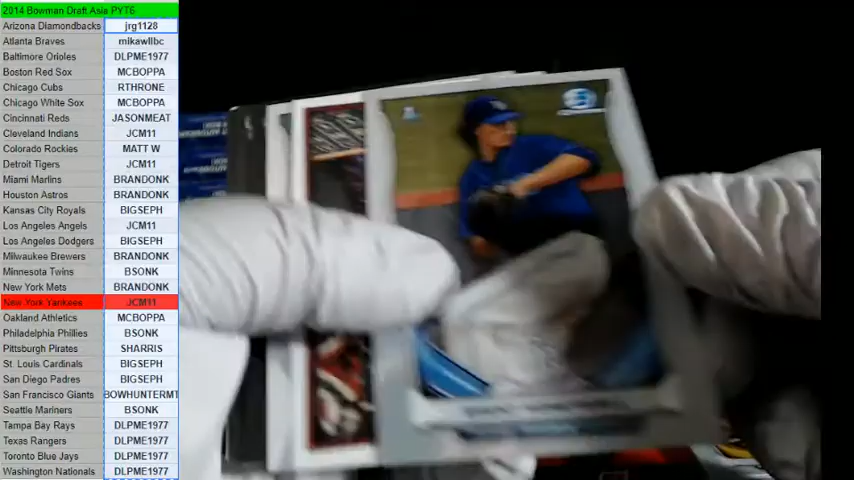 2014 Bowman Draft Asia PYT6
Arizona Diamondbacks jrg1128
Atlanta Braves mikawllbc
Baltimore Orioles DLPME1977
Boston Red Sox MCBOPPA
Chicago Cubs RTHRONE
Chicago White Sox MCBOPPA
Cincinnati Reds JASONMEAT
Cleveland Indians JCM11
Colorado Rockies MATT W
Detroit Tigers JCM11
Miami Marlins BRANDONK
Houston Astros BRANDONK
Kansas City Royals BIGSEPH
Los Angeles Angels JCM11
Los Angeles Dodgers BIGSEPH
Milwaukee Brewers BRANDONK
Minnesota Twins BSONK
New York Mets BRANDONK
New York Yankees JCM11
Oakland Athletics MCBOPPA
Philadelphia Phillies BSONK
Pittsburgh Pirates SHARRIS
St. Louis Cardinals BIGSEPH
San Diego Padres BIGSEPH
San Francisco Giants BOWHUNTERMT
Seattle Mariners BSONK
Tampa Bay Rays DLPME1977
Texas Rangers DLPME1977
Toronto Blue Jays DLPME1977
Washington Nationals DLPME1977